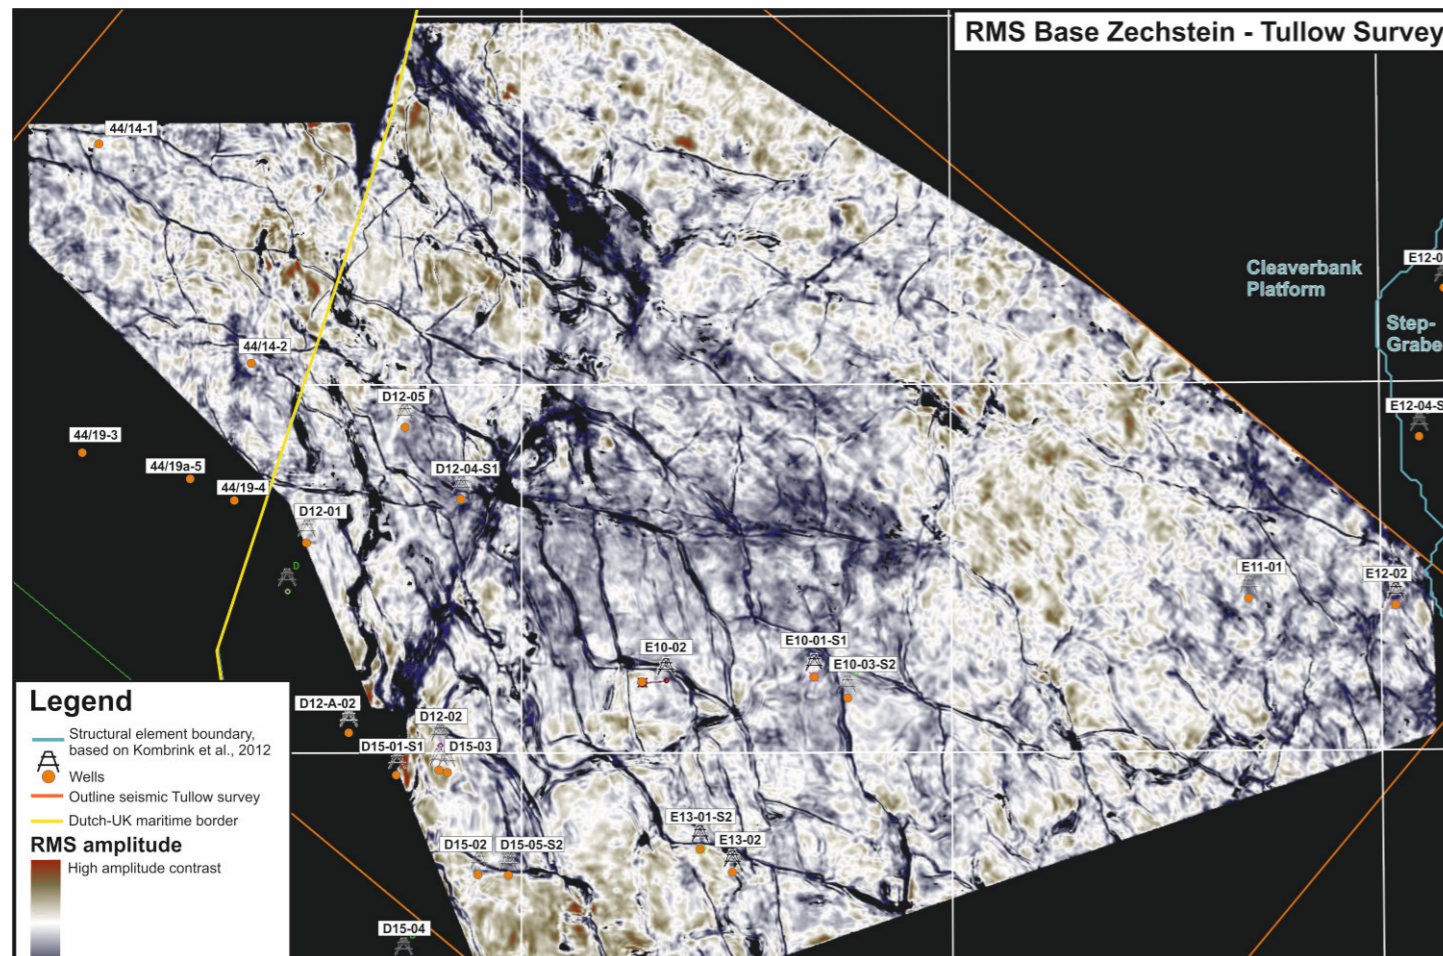 RMS Base Zechstein - Tullow Survey
44/14-1
Cleaverbank
Platform
E12-0
Step-
Grabe
44/14-2
D12-05
E12-04-S
44/19-3
44/19a-5
D12-04-S1
44/19-4
D12-01
D
E11-01
E12-02
E10-02
E10-01-S1
E10-03-S2
D12-A-02
D12-02
D15-01-S1
D15-03
E13-01-S2
E13-02
D15-02
D15-05-S2
D15-04
Legend
Structural element boundary,
based on Kombrink et al., 2012
Wells
Outline seismic Tullow survey
Dutch-UK maritime border
RMS amplitude
High amplitude contrast